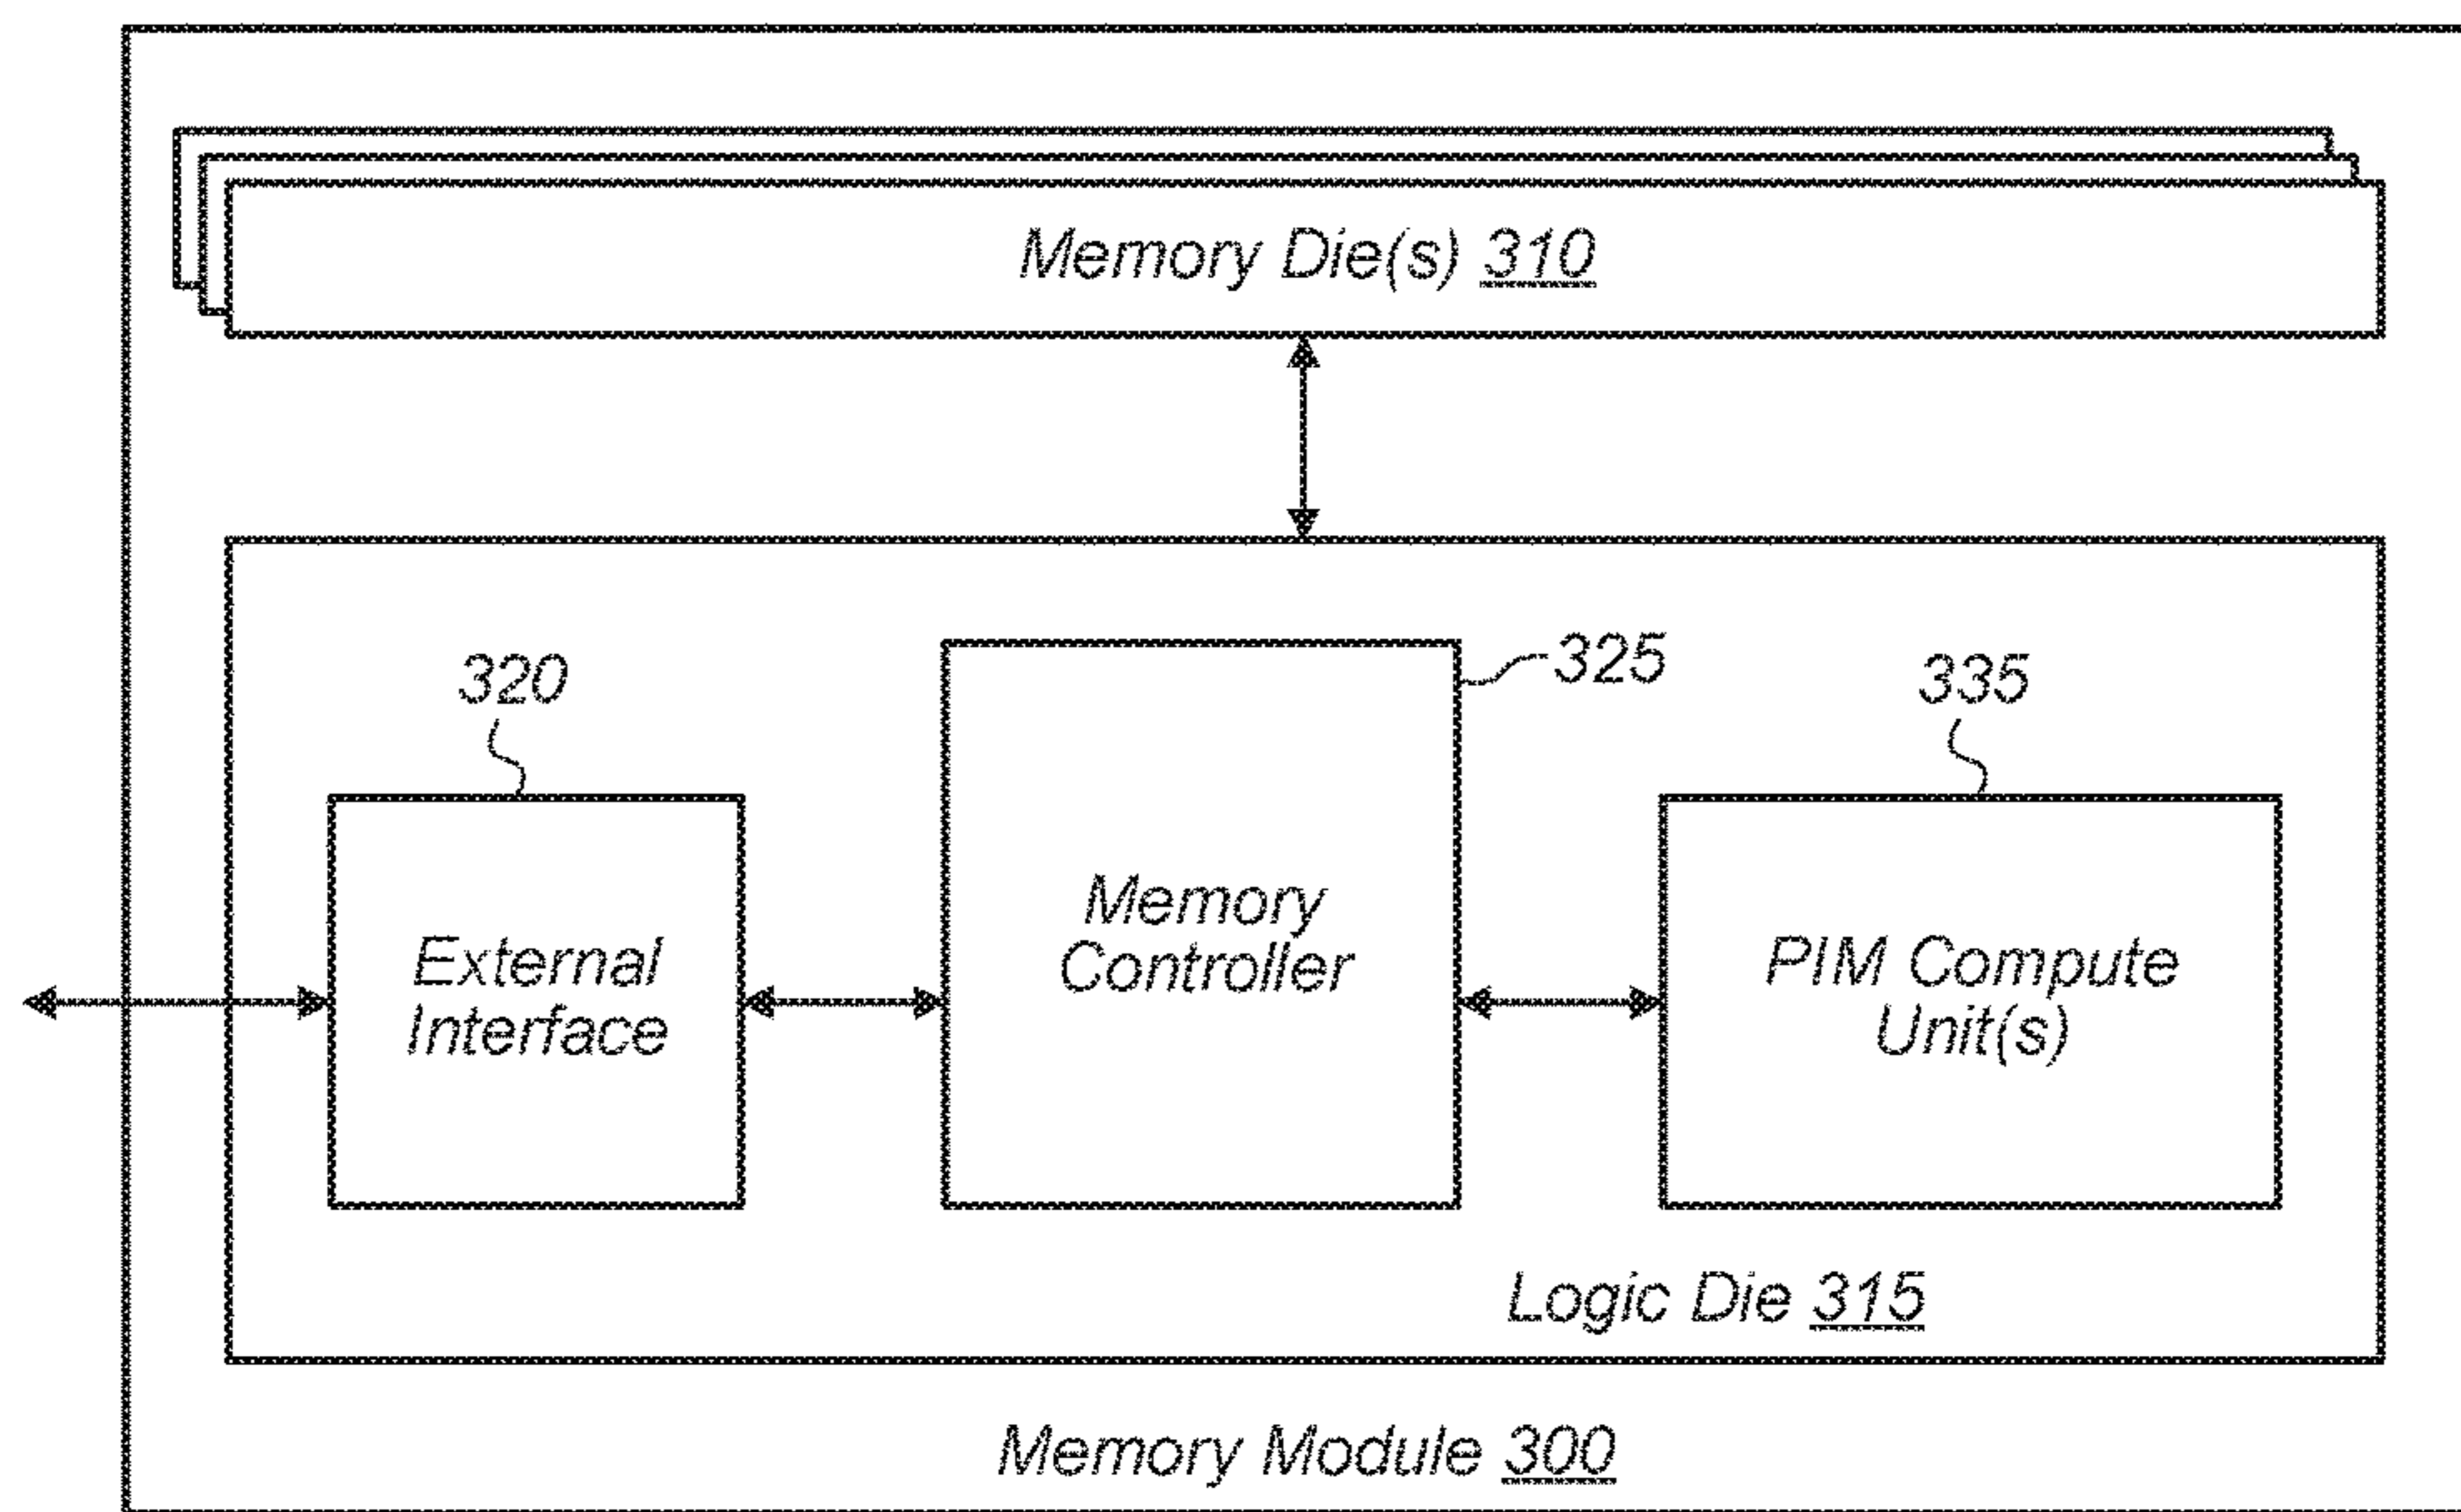 Memory Die(s) 310
320
325
335
External
Interface
Memory
Controller
PIM Compute
Unit(s)
Logic Die 315
Memory Module 300